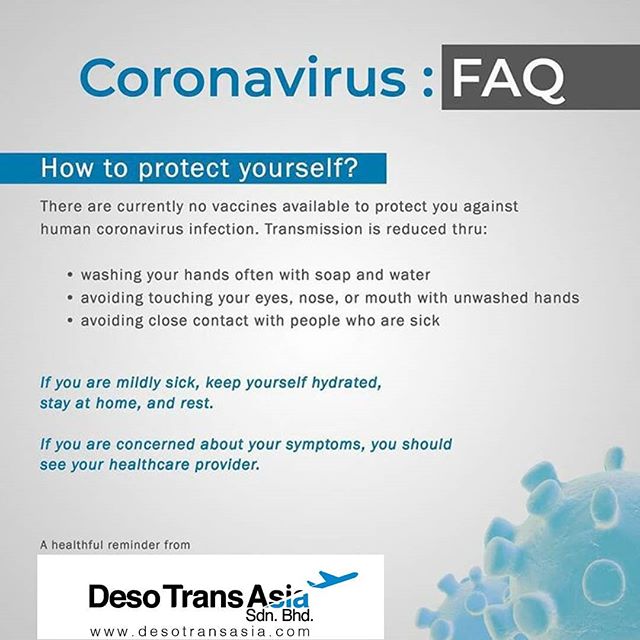 Coronavirus : FAQ
How to protect yourself?
There are currently no vaccines available to protect you against
human coronavirus infection. Transmission is reduced thru:
• washing your hands often with soap and water
• avoiding touching your eyes, nose, or mouth with unwashed hands
• avoiding close contact with people who are sick
If you are mildly sick, keep yourself hydrated,
stay at home, and rest.
If you are concerned about your symptoms, you should
see your healthcare provider.
A healthful reminder from
Deso Trans Asia
Sdn. Bhd.
www.desotransasia.com